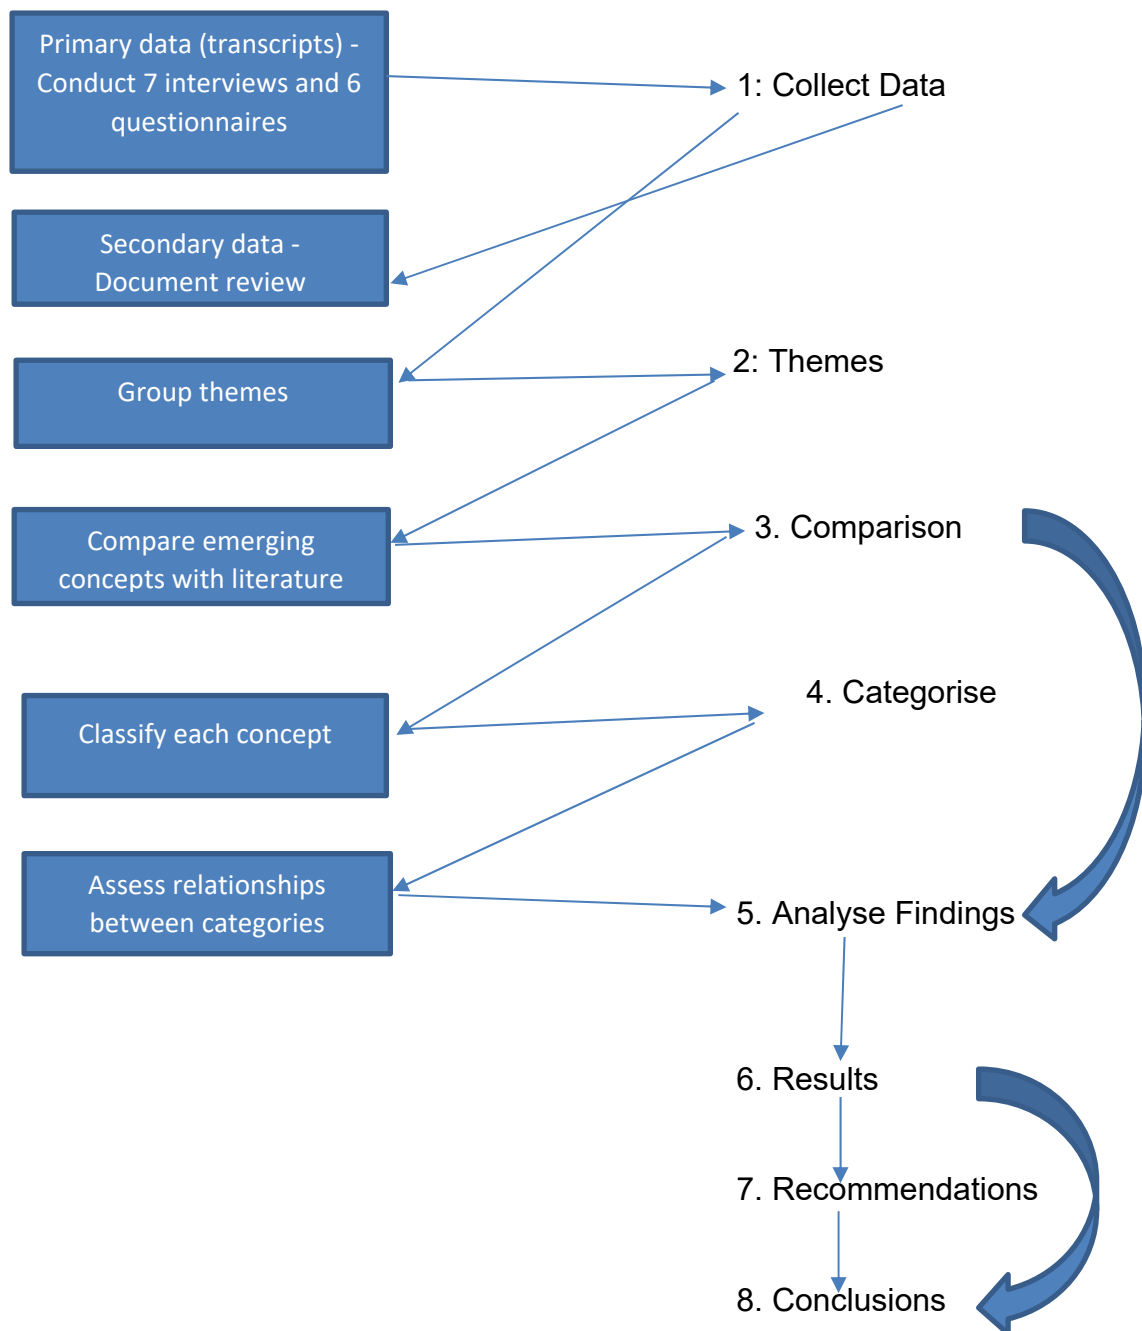 Primary data (transcripts) -
Conduct 7 interviews and 6
questionnaires
1: Collect Data
Secondary data -
Document review
Group themes
2: Themes
Compare emerging
concepts with literature
3. Comparison
Classify each concept
4. Categorise
Assess relationships
between categories
5. Analyse Findings
6. Results
7. Recommendations
8. Conclusions